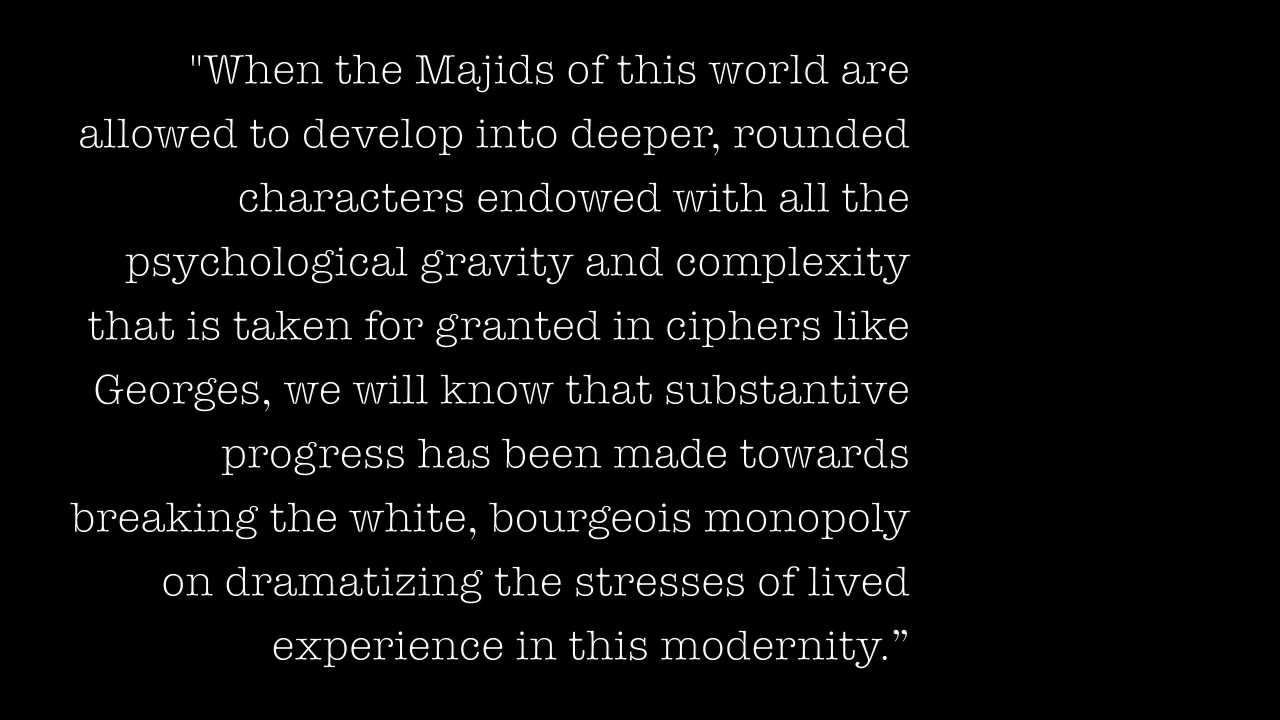 "When the Majids of this world are
allowed to develop into deeper, rounded
characters endowed with all the
psychological gravity and complexity
that is taken for granted in ciphers like
Georges, we will know that substantive
progress has been made towards
breaking the white, bourgeois monopoly
on dramatizing the stresses of lived
experience in this modernity.”